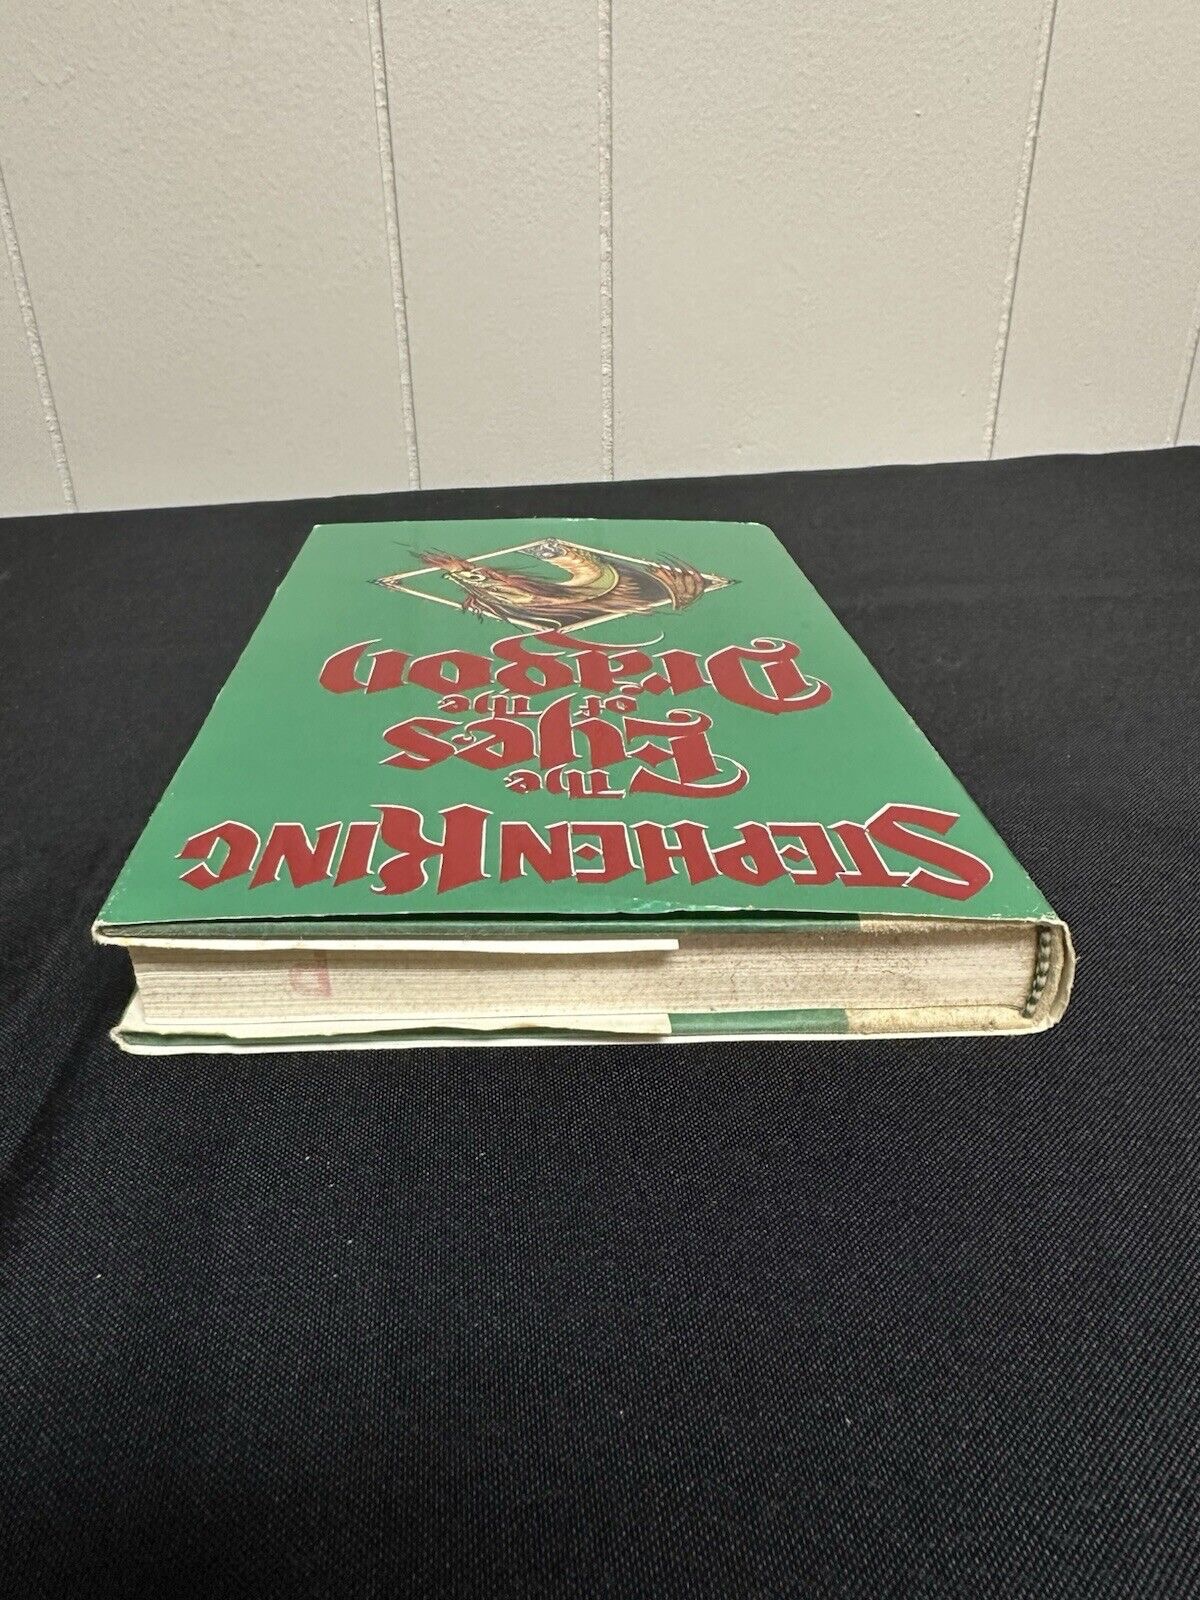 STEPHEN KING
The
Eyes
of The
Dragon